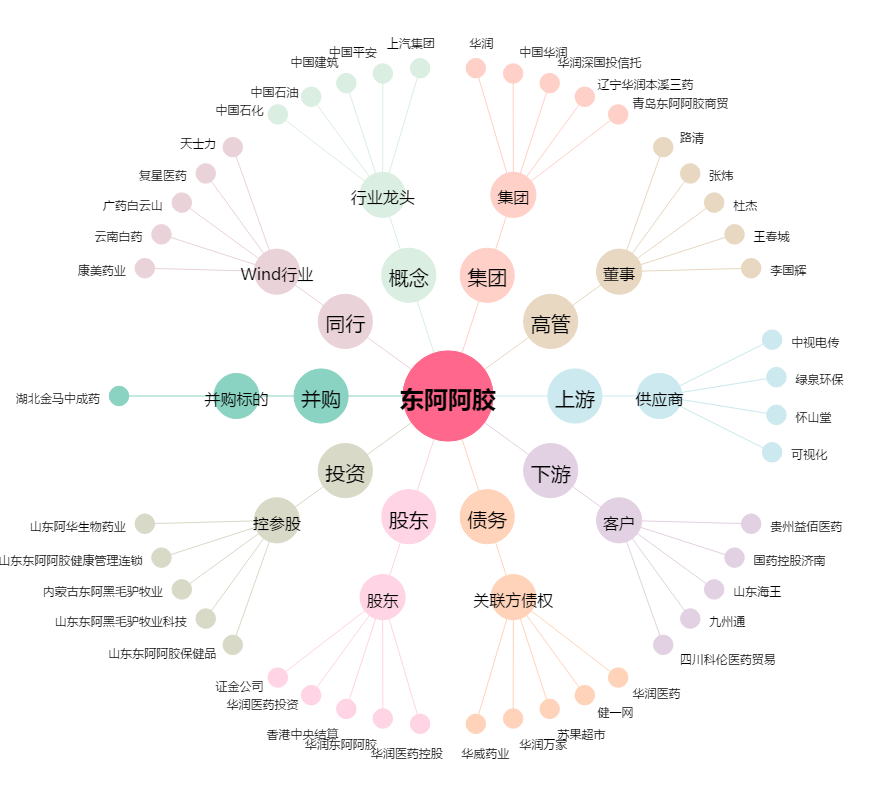 上汽集团
华润
中国平安
中国华润
中国建筑
华润深国投信托
中国石油
辽宁华润本溪三药
中国石化
青岛东阿阿胶商贸
天士力
路清
复星医药
张炜
行业龙头
集团
广药白云山
杜杰
云南白药
王春城
康美药业
Wind行业
概念
集团
董事
李国辉
同行
高管
中视电传
绿泉环保
湖北金马中成药
并购标的
并购
东阿阿胶
上游
供应商
怀山堂
可视化
投资
下游
山东阿华生物药业
控参股
股东
债务
客户
贵州益佰医药
山东东阿阿胶健康管理连锁
国药控股济南
内蒙古东阿黑毛驴牧业
山东海王
股东
关联方债权
山东东阿黑毛驴牧业科技
九州通
山东东阿阿胶保健品
四川科伦医药贸易
证金公司
华润医药
华润医药投资
健一网
香港中央结算
苏果超市
华润东阿阿胶
华润万家
华润医药控股
华威药业